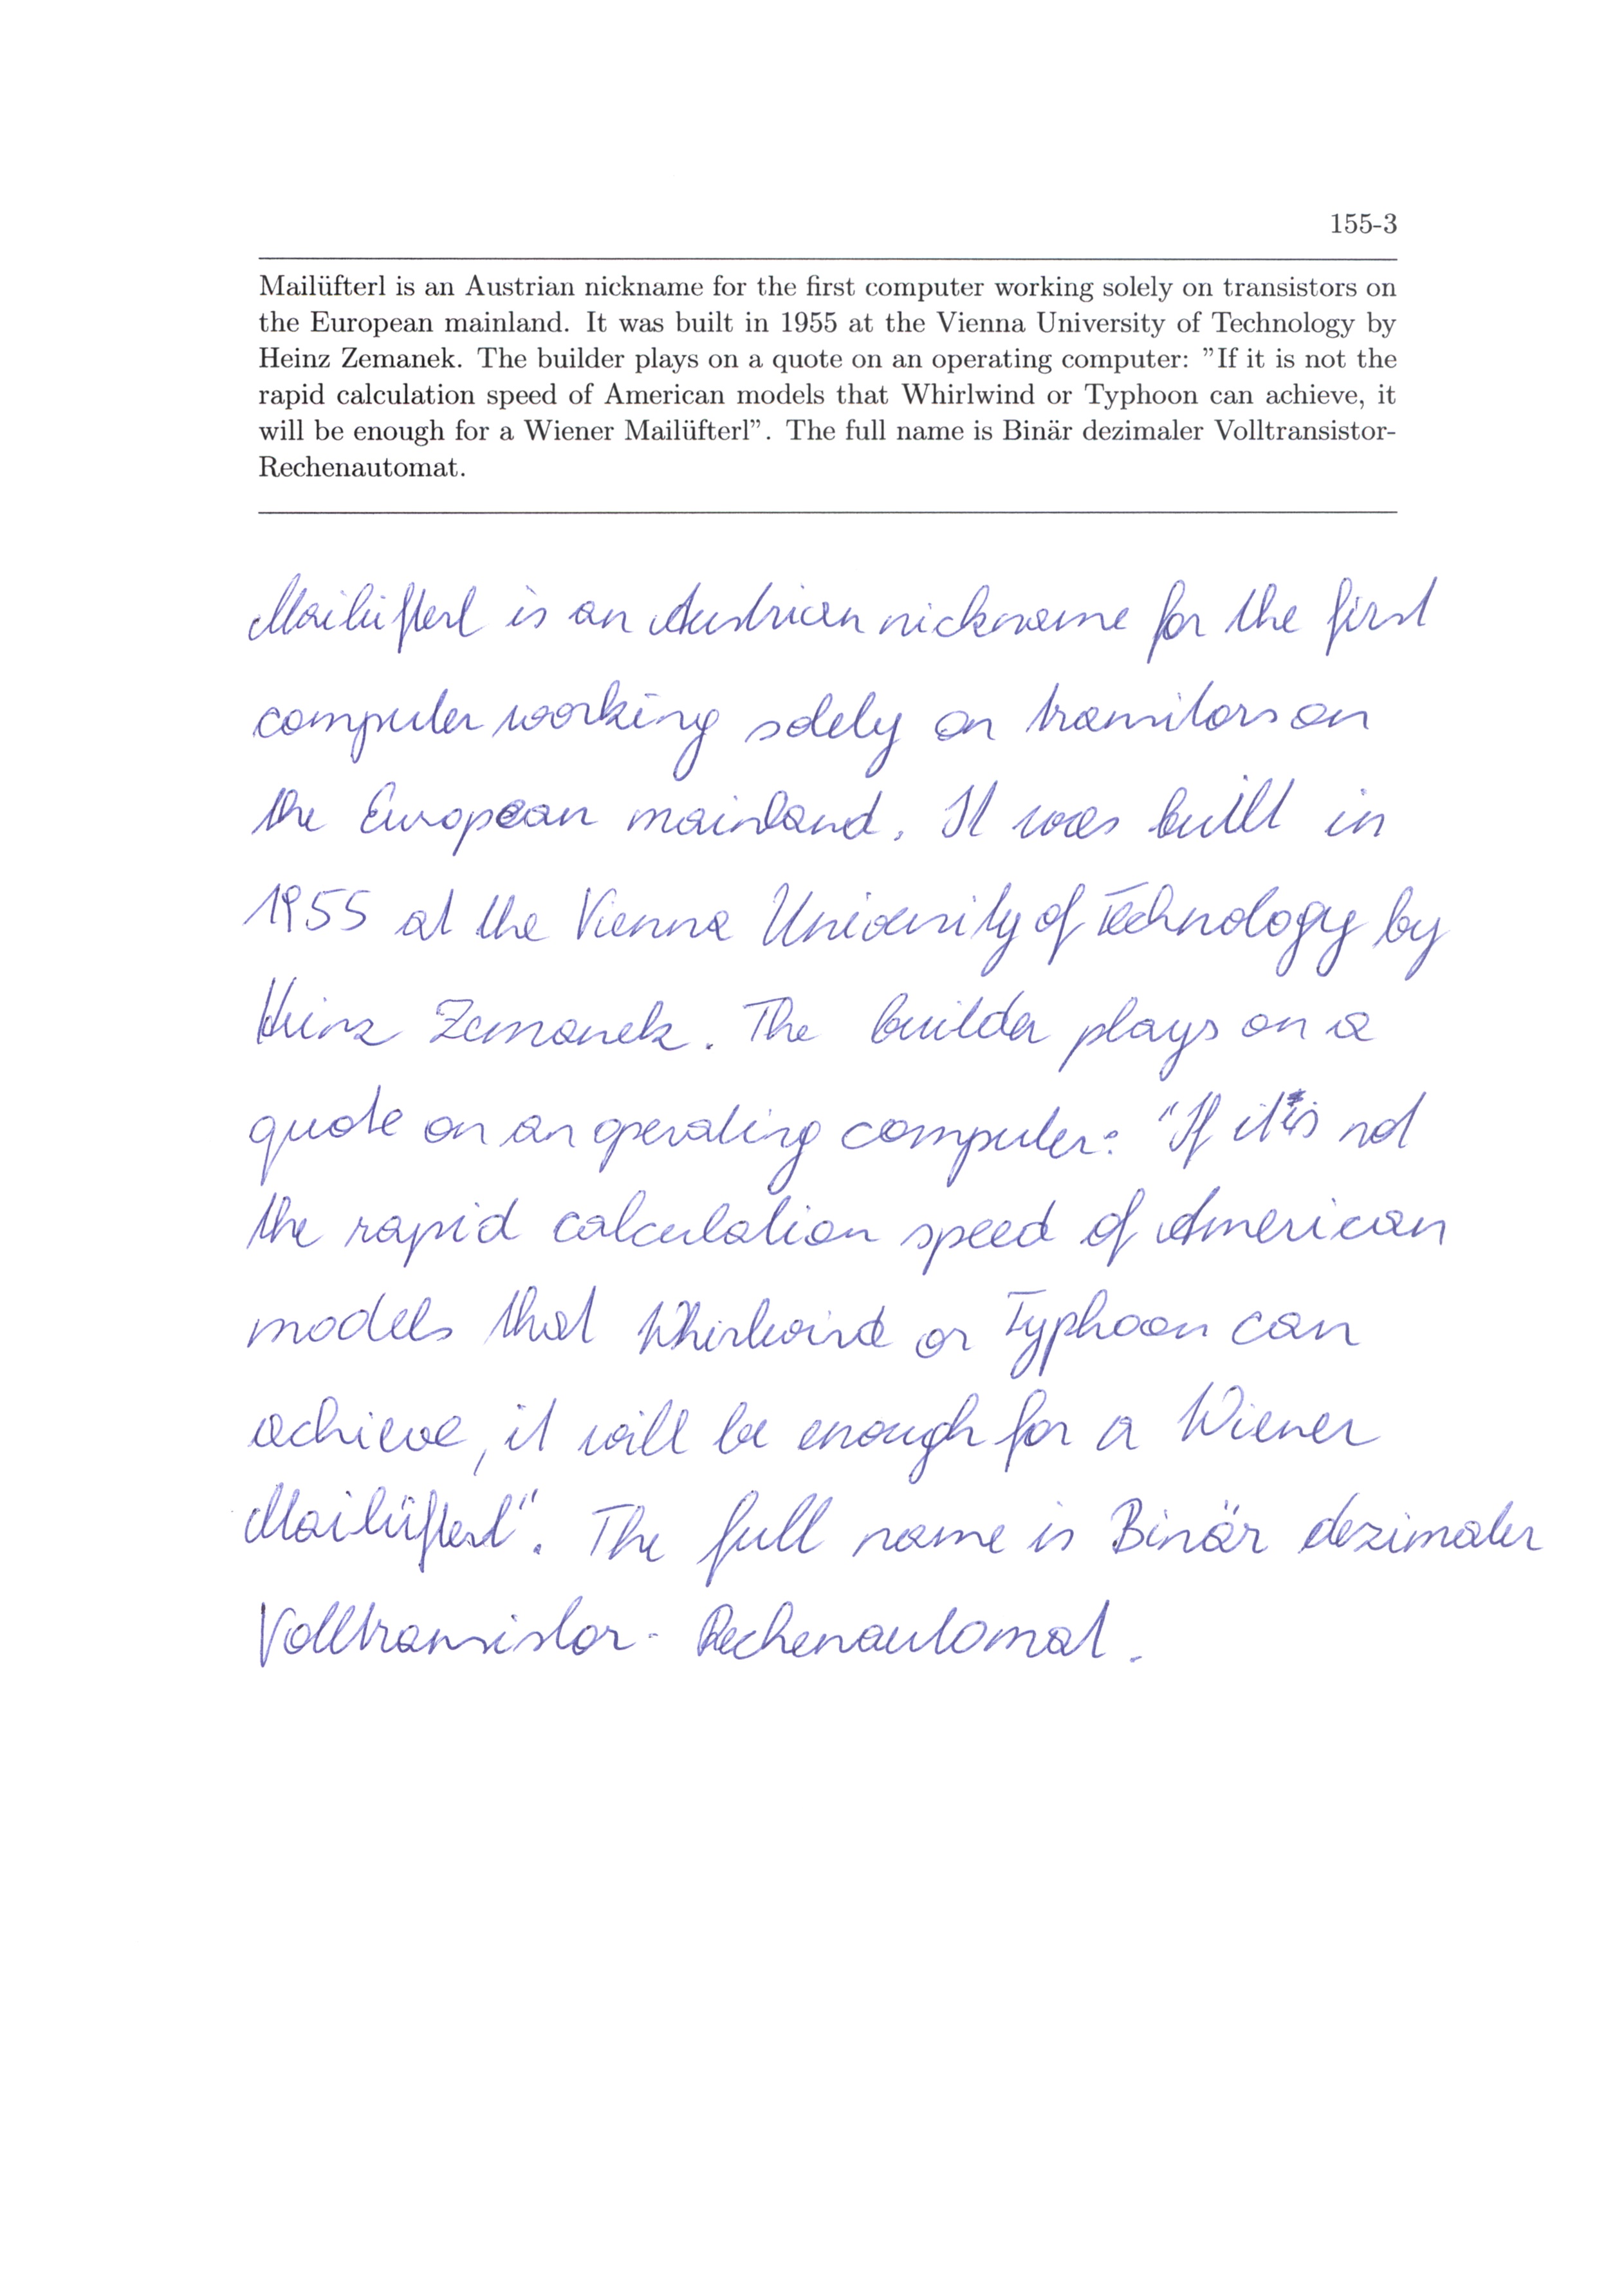 155-3
Mailüfterl is an Austrian nickname for the first computer working solely on transistors on
the European mainland. It was built in 1955 at the Vienna University of Technology by
Heinz Zemanek. The builder plays on a quote on an operating computer: ”If it is not the
rapid calculation speed of American models that Whirlwind or Typhoon can achieve, it
will be enough for a Wiener Mailüfterl”. The full name is Binär dezimaler Volltransistor-
Rechenautomat.
Mailüfterl is an Austrian nickname for the first
computer working solely on transitors on
the European mainland. It was built in
1955 at the Vienna University of Technology by
Heinz Zemanek. The builder plays on a
quote on an operating computer: "If it is not
the rapid calculation speed of American
models that Whirlwind or Typhoon can
achieve, it will be enough for a Wiener
Mailüfterl". The full name is Binär dezimaler
Volltransistor- Rechenautomat.